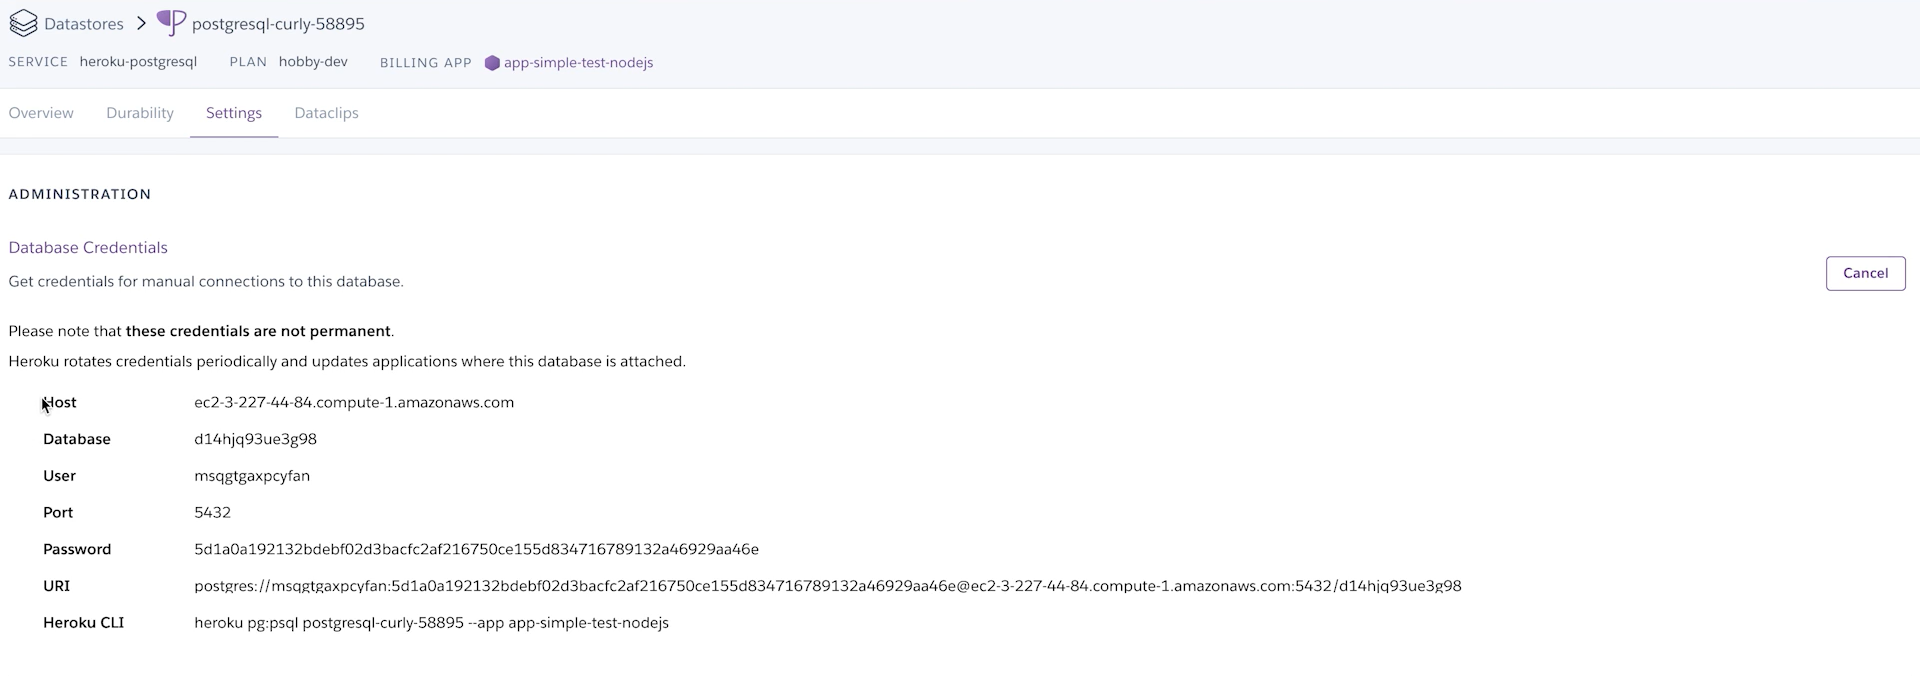 Datastores > postgresql-curly-58895
SERVICE heroku-postgresql PLAN hobby-dev BILLING APP app-simple-test-nodejs
Overview Durability Settings Dataclips
ADMINISTRATION
Database Credentials
Get credentials for manual connections to this database.
Cancel
Please note that these credentials are not permanent.
Heroku rotates credentials periodically and updates applications where this database is attached.
Host ec2-3-227-44-84.compute-1.amazonaws.com
Database d14hjq93ue3g98
User msqgtgaxpcyfan
Port 5432
Password 5d1a0a192132bdebf02d3bacfc2af216750ce155d834716789132a46929aa46e
URI postgres://msqgtgaxpcyfan:5d1a0a192132bdebf02d3bacfc2af216750ce155d834716789132a46929aa46e@ec2-3-227-44-84.compute-1.amazonaws.com:5432/d14hjq93ue3g98
Heroku CLI heroku pg:psql postgresql-curly-58895 --app app-simple-test-nodejs